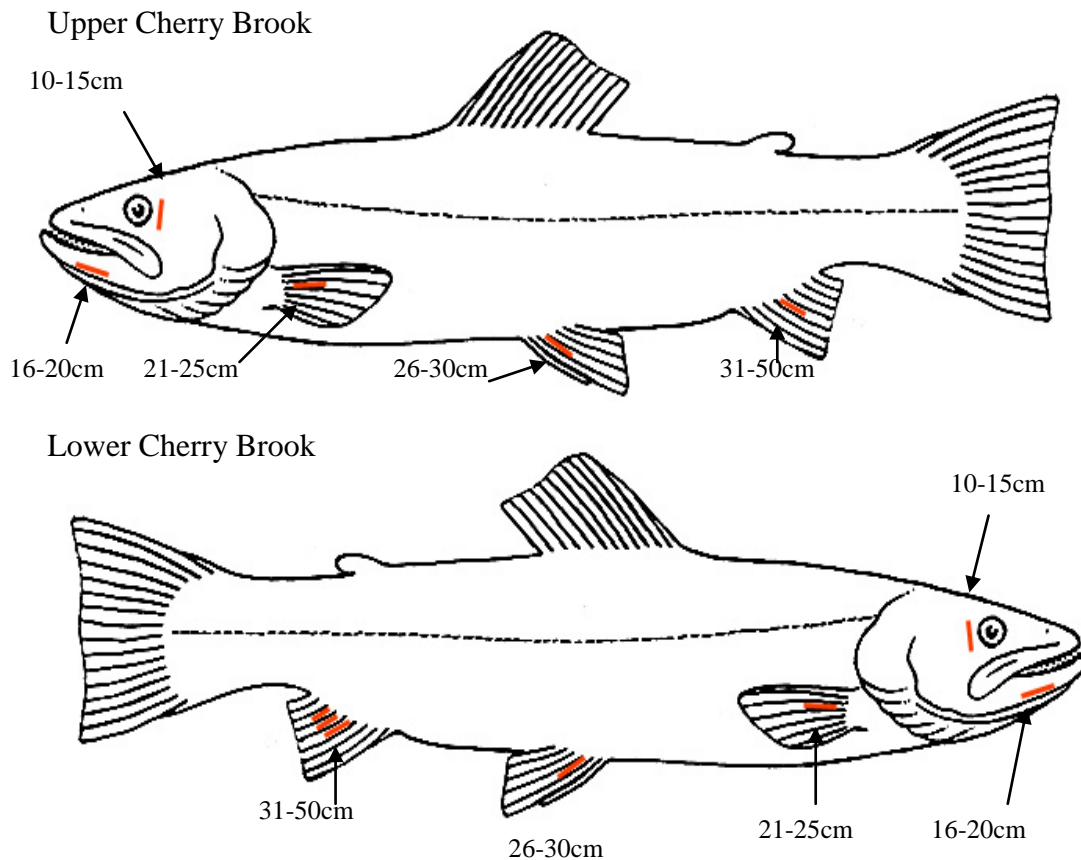 Upper Cherry Brook
10-15cm
16-20cm
21-25cm
26-30cm
31-50cm
Lower Cherry Brook
10-15cm
31-50cm
26-30cm
21-25cm
16-20cm